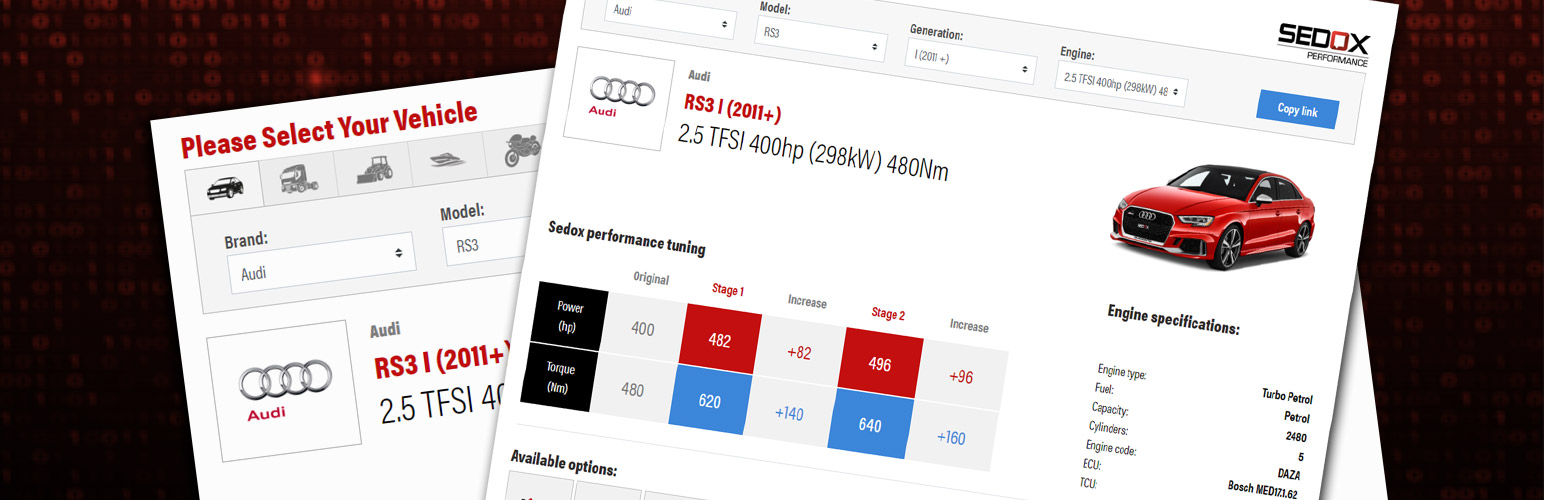 Please Select Your Vehicle
Brand:
Model:
Audi
RS3
Audi
Audi
RS3 I (2011+)
2.5 TFSI 40
Audi
Model:
RS3
Generation:
I (2011 +)
Engine:
2.5 TFSI 400hp (298kW) 48
Copy link
SEDOX
PERFORMANCE
Audi
Audi
RS3 I (2011+)
2.5 TFSI 400hp (298kW) 480Nm
Sedox performance tuning
Original Stage 1 Increase Stage 2 Increase
Power (hp) 400 482 +82 496 +96
Torque (Nm) 480 620 +140 640 +160
Available options:
Engine specifications:
Engine type: Turbo Petrol
Fuel: Petrol
Capacity: 2480
Cylinders: 5
Engine code: DAZA
ECU: Bosch MED17.1.62
TCU: